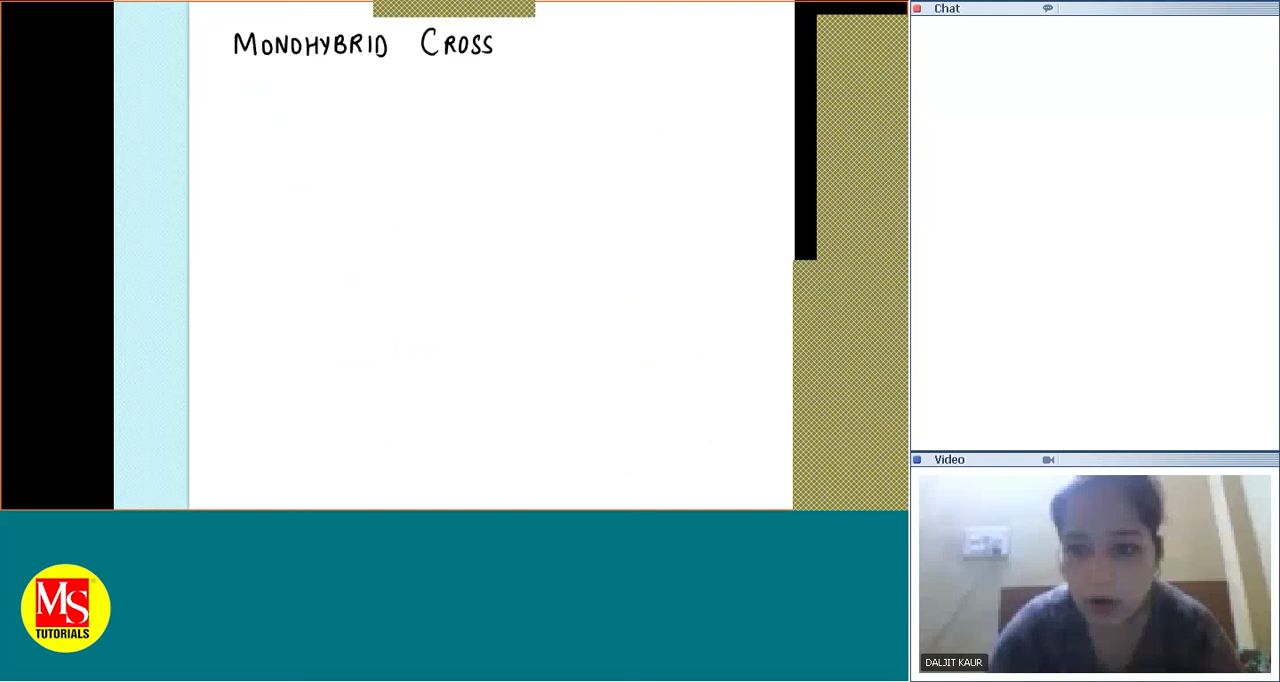 MONOHYBRID CROSS
Chat
Video
MS
TUTORIALS
DALJIT KAUR